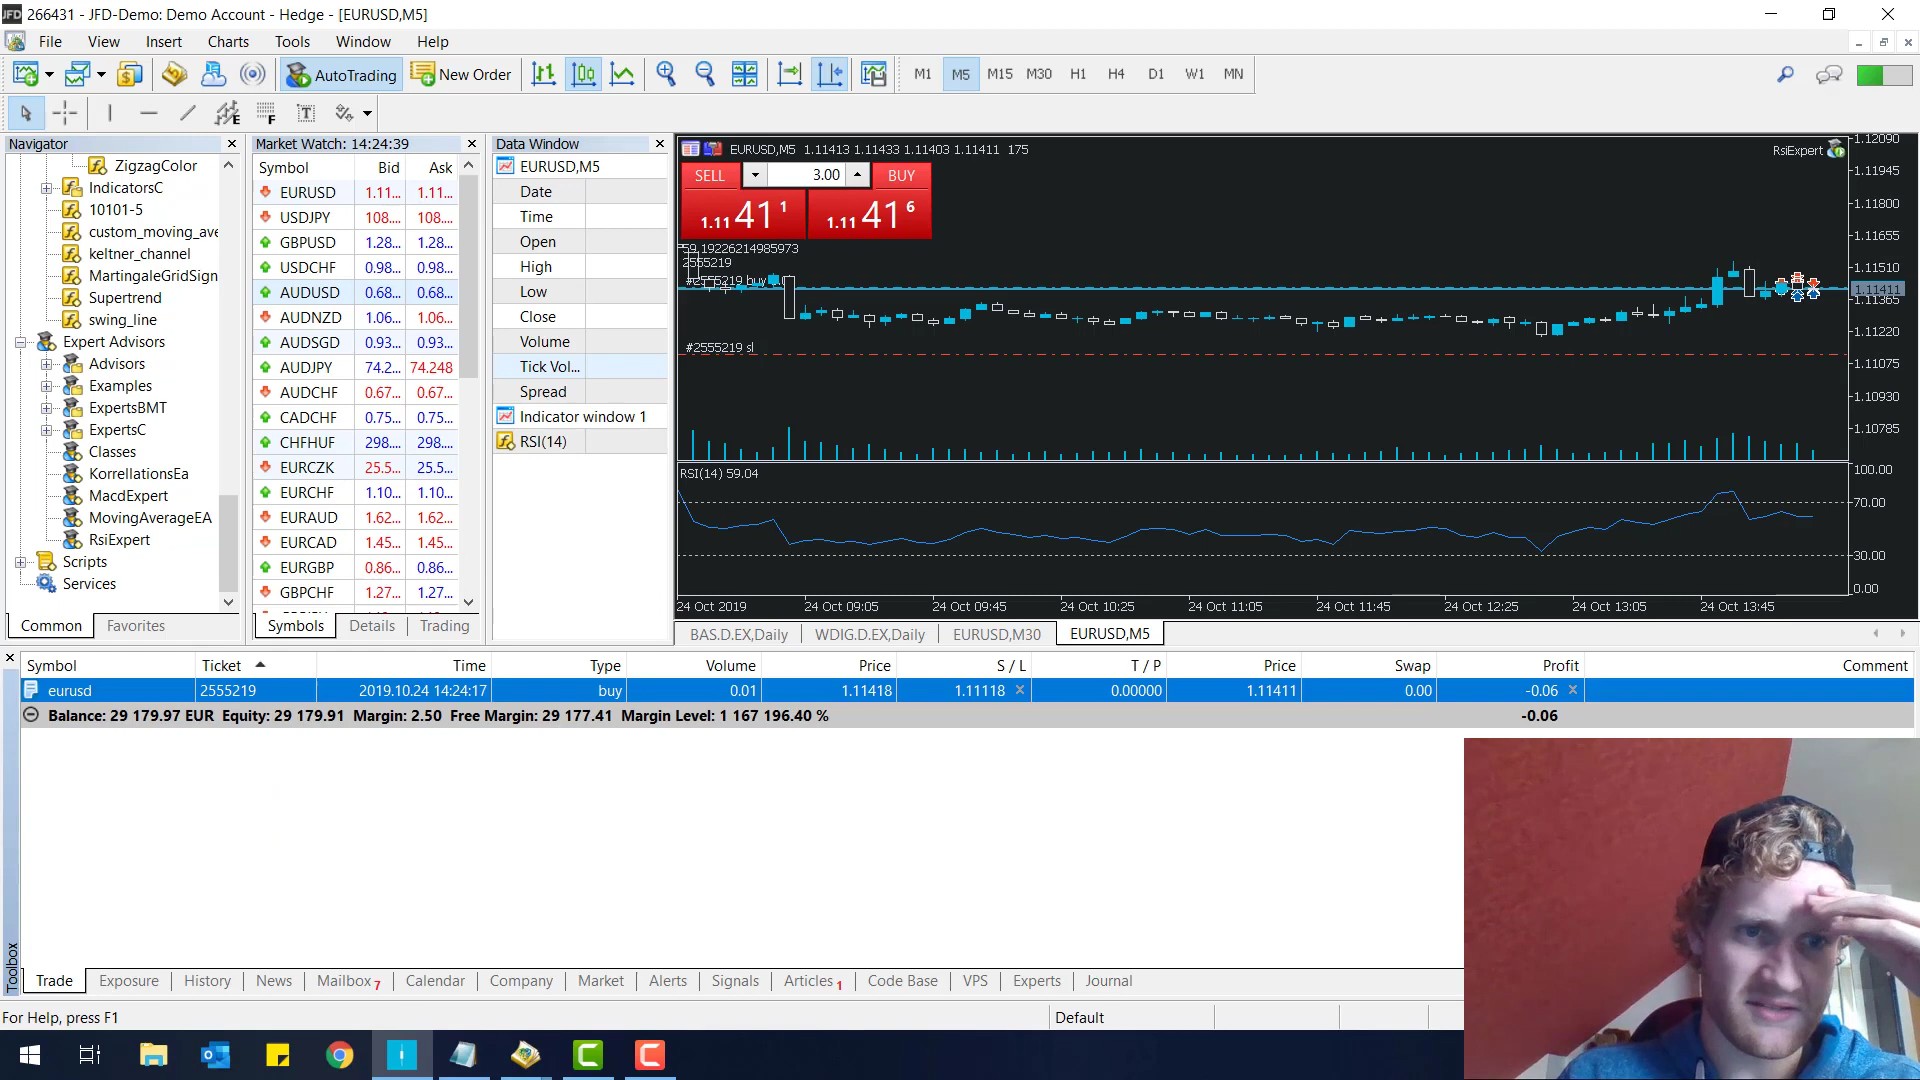 JFD 266431 - JFD-Demo: Demo Account - Hedge - [EURUSD,M5]
File View Insert Charts Tools Window Help
AutoTrading New Order M1 M5 M15 M30 H1 H4 D1 W1 MN
E F T
Navigator
ZigzagColor
IndicatorsC
10101-5
custom_moving_ave
keltner_channel
MartingaleGridSign
Supertrend
swing_line
Expert Advisors
Advisors
Examples
ExpertsBMT
ExpertsC
Classes
KorrellationsEa
MacdExpert
MovingAverageEA
RsiExpert
Scripts
Services
Common Favorites
Market Watch: 14:24:39
Symbol Bid Ask
EURUSD 1.11... 1.11...
USDJPY 108.... 108....
GBPUSD 1.28... 1.28...
USDCHF 0.98... 0.98...
AUDUSD 0.68... 0.68...
AUDNZD 1.06... 1.06...
AUDSGD 0.93... 0.93...
AUDJPY 74.2... 74.248
AUDCHF 0.67... 0.67...
CADCHF 0.75... 0.75...
CHFHUF 298.... 298....
EURCZK 25.5... 25.5...
EURCHF 1.10... 1.10...
EURAUD 1.62... 1.62...
EURCAD 1.45... 1.45...
EURGBP 0.86... 0.86...
GBPCHF 1.27... 1.27...
Symbols Details Trading
Data Window
EURUSD,M5
Date
Time
Open
High
Low
Close
Volume
Tick Vol...
Spread
Indicator window 1
RSI(14)
EURUSD,M5 1.11413 1.11433 1.11403 1.11411 175
RsiExpert
SELL 3.00 BUY
1.11 41 1 1.11 41 6
59.19226214985973
2555219
#2555219 buy
#2555219 sl
1.12090
1.11945
1.11800
1.11655
1.11510
1.11411
1.11365
1.11220
1.11075
1.10930
1.10785
RSI(14) 59.04
100.00
70.00
30.00
0.00
24 Oct 2019 24 Oct 09:05 24 Oct 09:45 24 Oct 10:25 24 Oct 11:05 24 Oct 11:45 24 Oct 12:25 24 Oct 13:05 24 Oct 13:45
BAS.D.EX,Daily WDIG.D.EX,Daily EURUSD,M30 EURUSD,M5
Symbol Ticket Time Type Volume Price S / L T / P Price Swap Profit Comment
eurusd 2555219 2019.10.24 14:24:17 buy 0.01 1.11418 1.11118 0.00000 1.11411 0.00 -0.06
Balance: 29 179.97 EUR Equity: 29 179.91 Margin: 2.50 Free Margin: 29 177.41 Margin Level: 1 167 196.40 % -0.06
Toolbox
Trade Exposure History News Mailbox 7 Calendar Company Market Alerts Signals Articles 1 Code Base VPS Experts Journal
For Help, press F1 Default